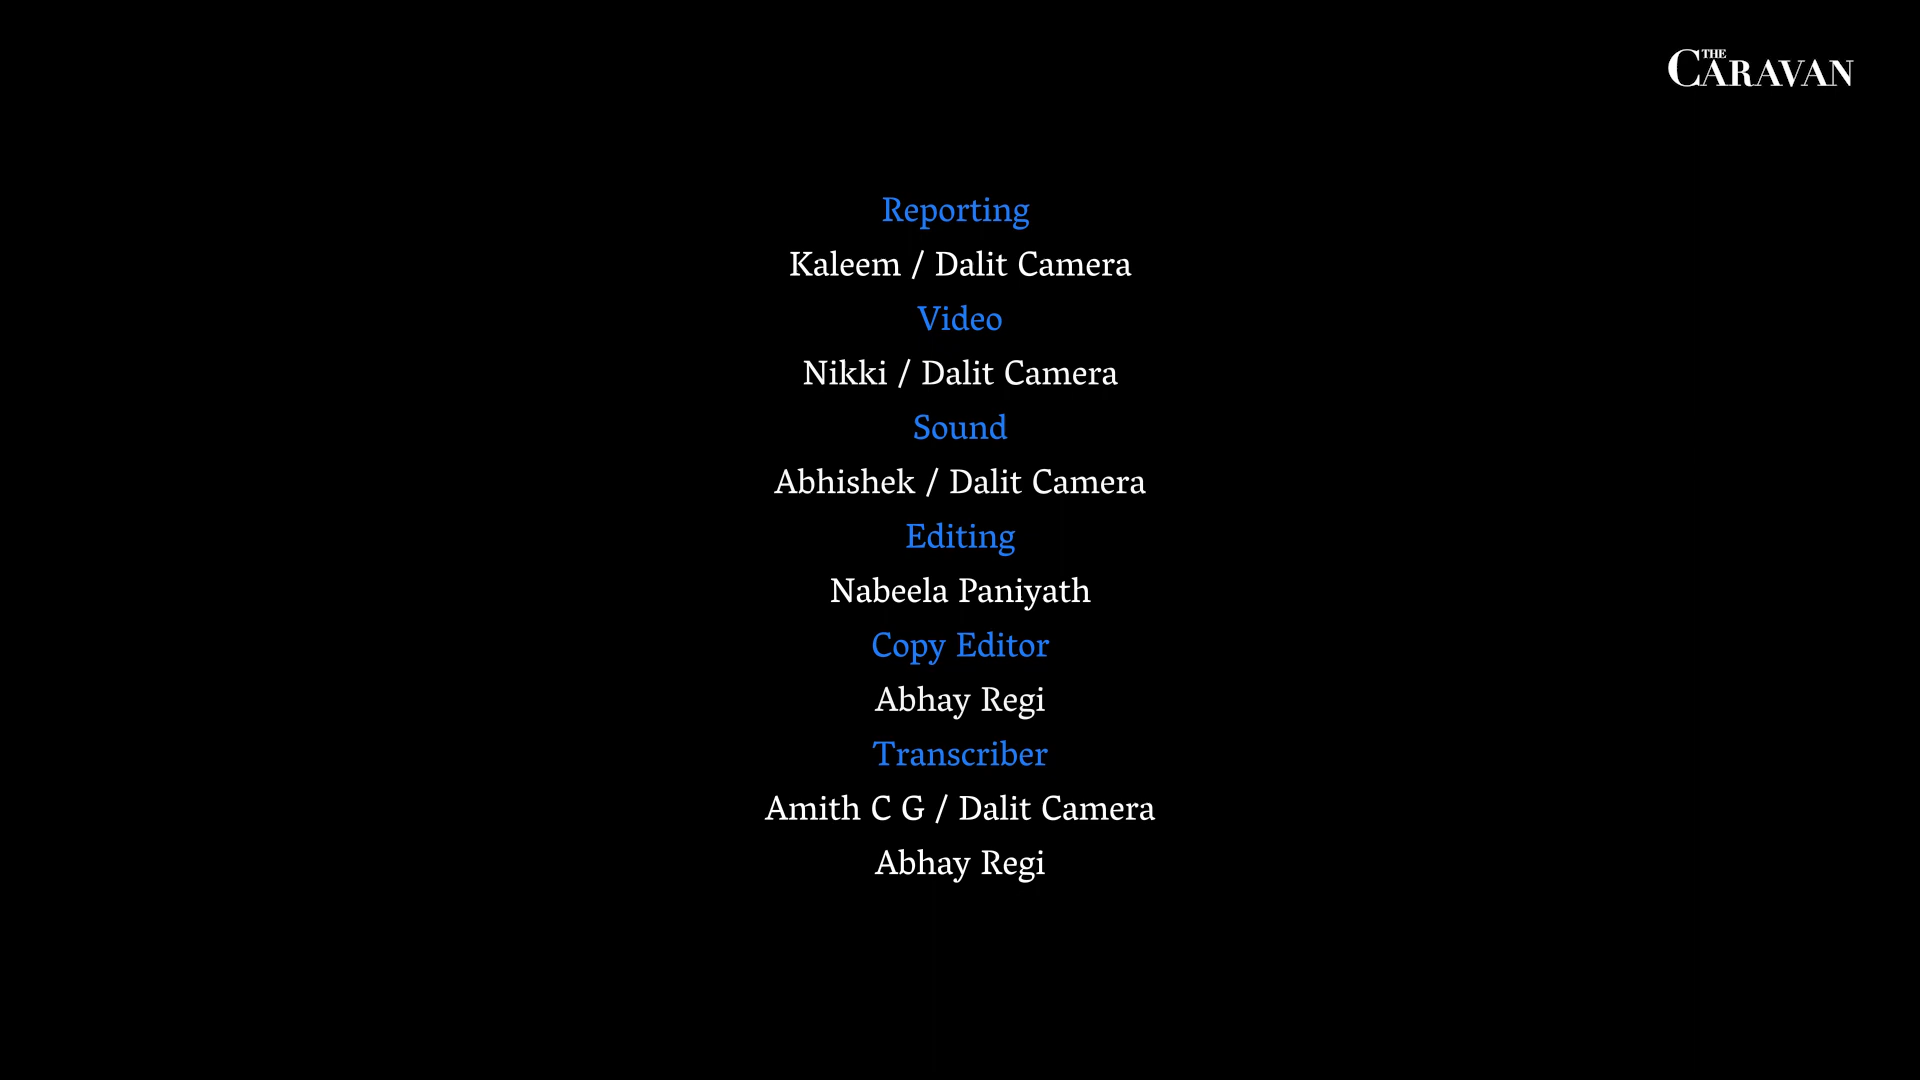 THE CARAVAN
Reporting
Kaleem / Dalit Camera
Video
Nikki / Dalit Camera
Sound
Abhishek / Dalit Camera
Editing
Nabeela Paniyath
Copy Editor
Abhay Regi
Transcriber
Amith C G / Dalit Camera
Abhay Regi